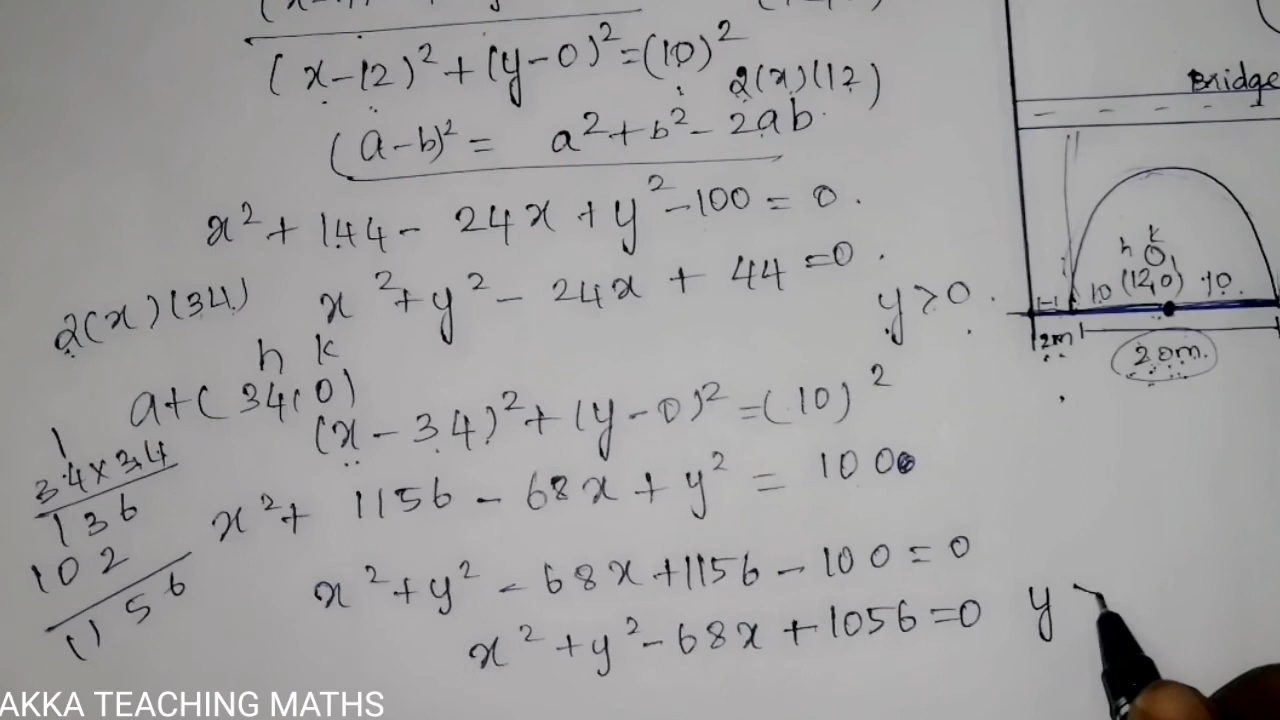 (x-12)² + (y-0)² = (10)²
2(x)(12)
(a-b)² = a² + b² - 2ab
x² + 144 - 24x + y² - 100 = 0.
2(x)(34)
x² + y² - 24x + 44 = 0.
y > 0.
h k
at (34, 0)
(x - 34)² + (y - 0)² = (10)²
1
34 x 34
136
102
1156
x² + 1156 - 68x + y² = 100
x² + y² - 68x + 1156 - 100 = 0
x² + y² - 68x + 1056 = 0 y
Bridge
h k
O
10 (12,0) 10
2m
20m.
AKKA TEACHING MATHS